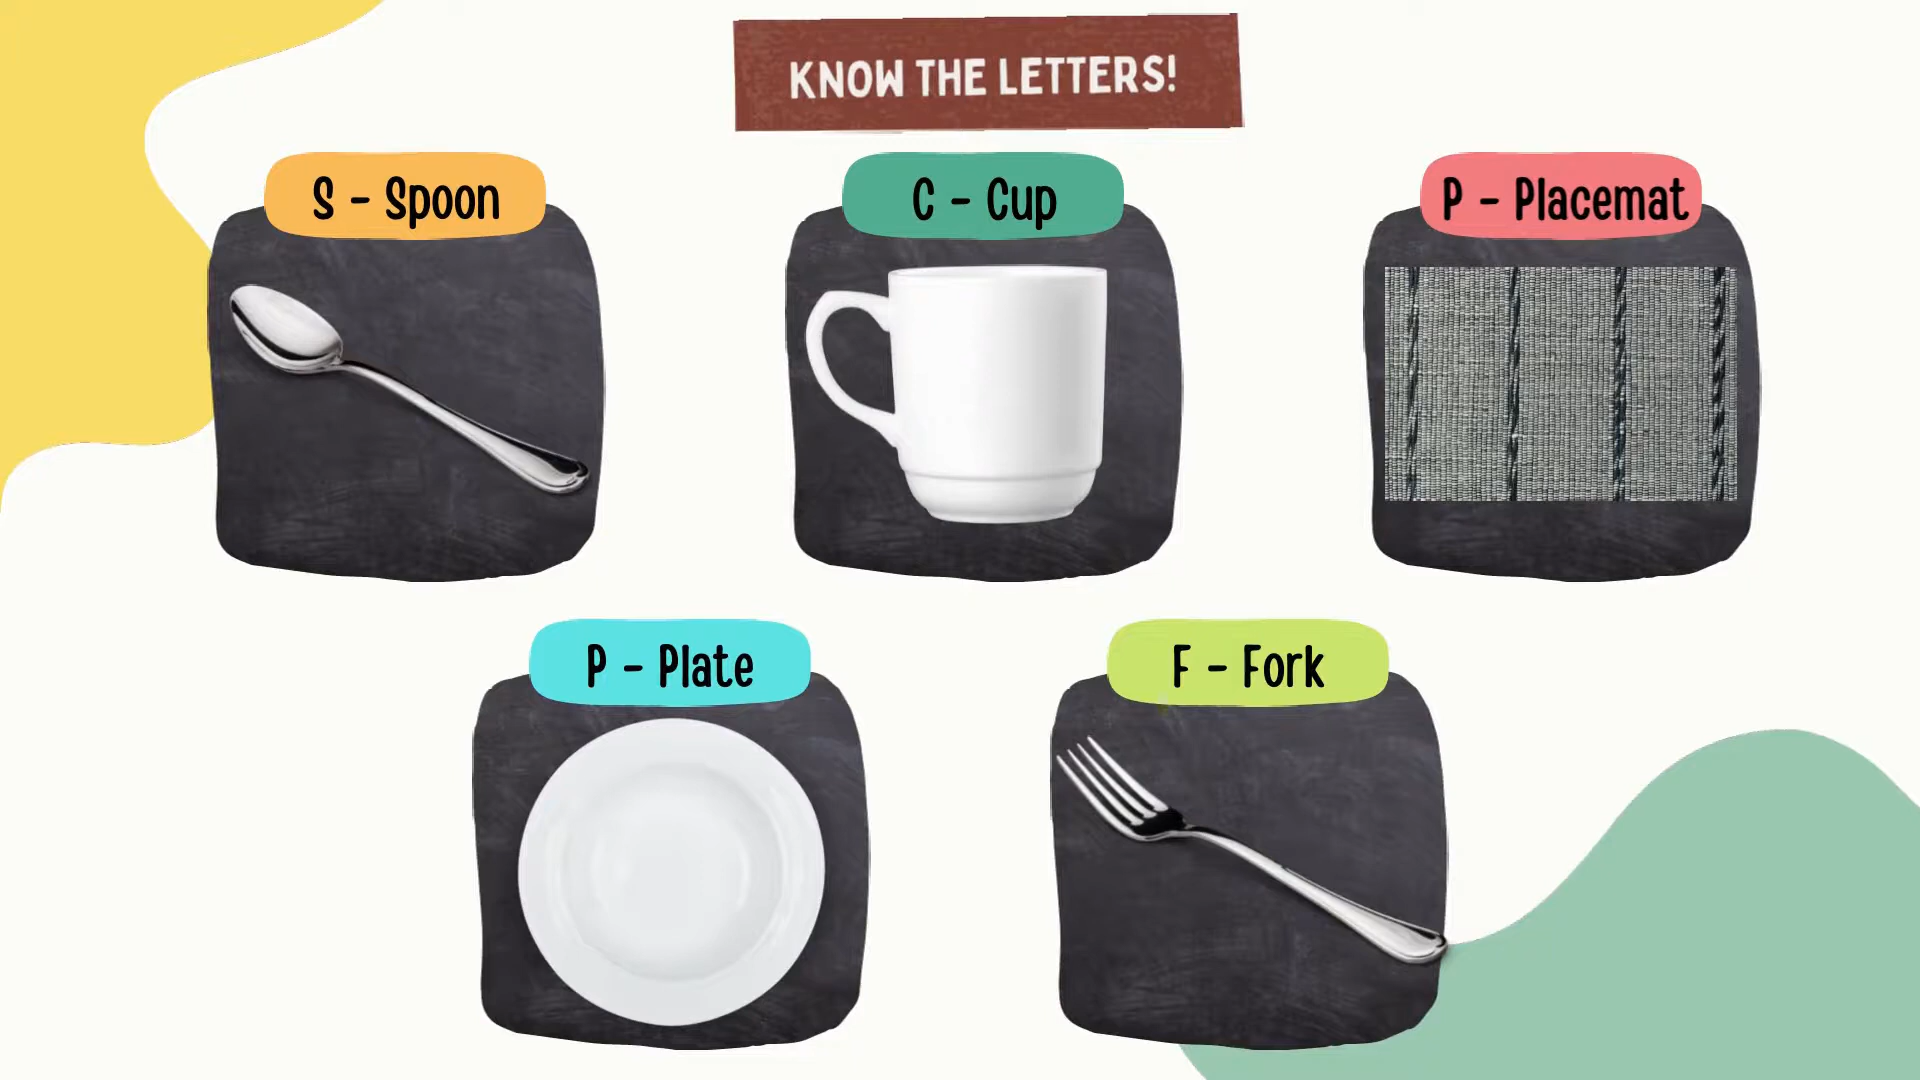 KNOW THE LETTERS!
S - Spoon
C - Cup
P - Placemat
P - Plate
F - Fork